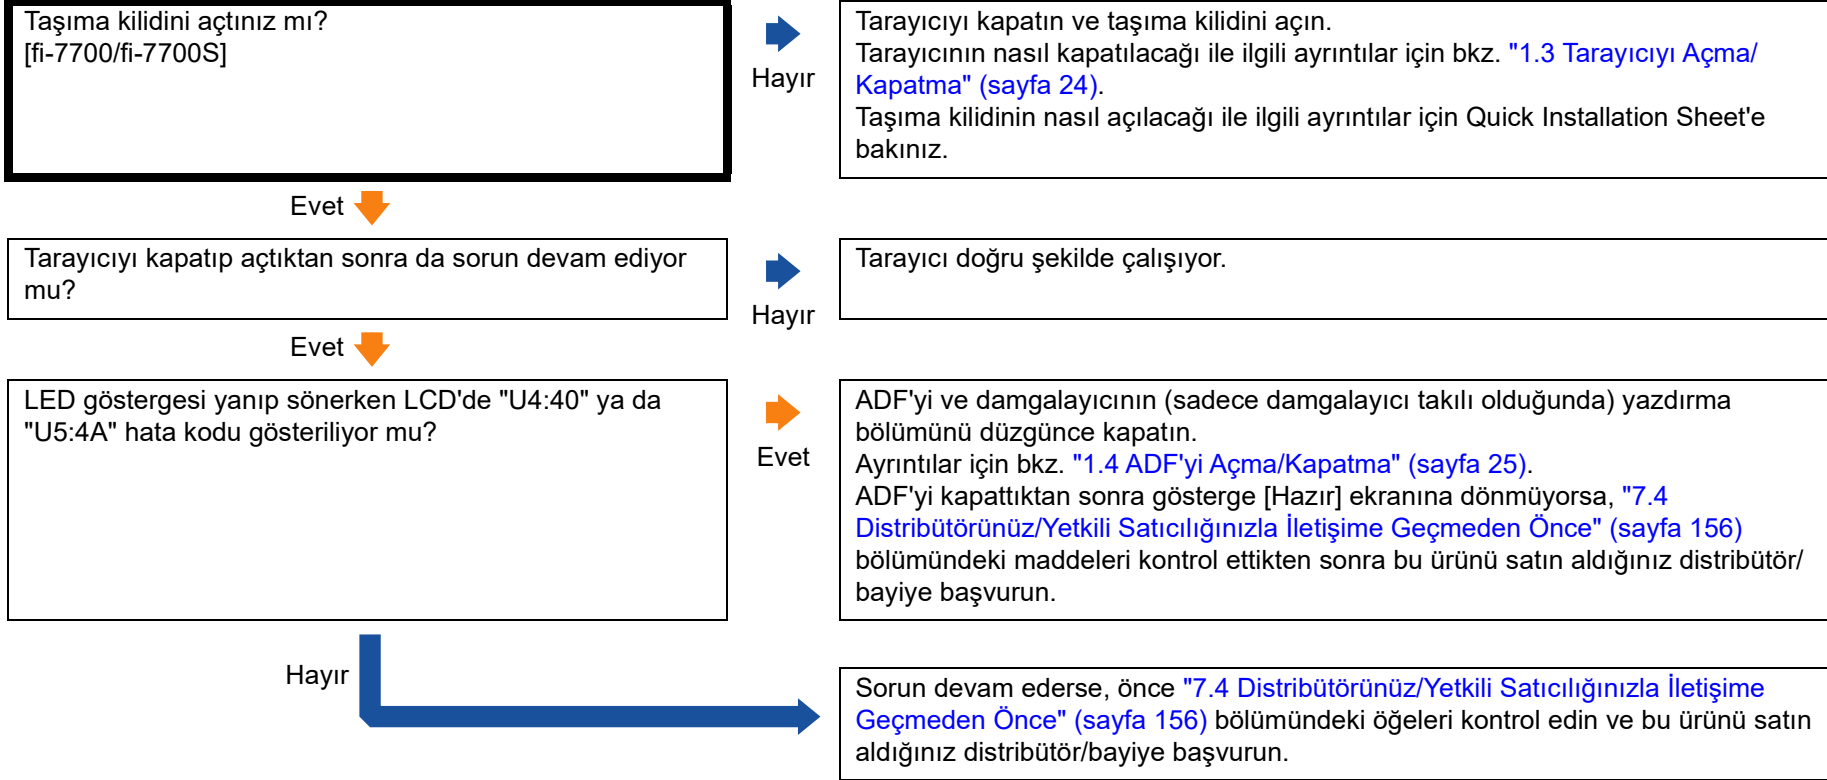 Taşıma kilidini açtınız mı?
[fi-7700/fi-7700S]
Hayır
Tarayıcıyı kapatın ve taşıma kilidini açın.
Tarayıcının nasıl kapatılacağı ile ilgili ayrıntılar için bkz. "1.3 Tarayıcıyı Açma/
Kapatma" (sayfa 24).
Taşıma kilidinin nasıl açılacağı ile ilgili ayrıntılar için Quick Installation Sheet'e
bakınız.
Evet
Tarayıcıyı kapatıp açtıktan sonra da sorun devam ediyor
mu?
Hayır
Tarayıcı doğru şekilde çalışıyor.
Evet
LED göstergesi yanıp sönerken LCD'de "U4:40" ya da
"U5:4A" hata kodu gösteriliyor mu?
Evet
ADF'yi ve damgalayıcının (sadece damgalayıcı takılı olduğunda) yazdırma
bölümünü düzgünce kapatın.
Ayrıntılar için bkz. "1.4 ADF'yi Açma/Kapatma" (sayfa 25).
ADF'yi kapattıktan sonra gösterge [Hazır] ekranına dönmüyorsa, "7.4
Distribütörünüz/Yetkili Satıcılığınızla İletişime Geçmeden Önce" (sayfa 156)
bölümündeki maddeleri kontrol ettikten sonra bu ürünü satın aldığınız distribütör/
bayiye başvurun.
Hayır
Sorun devam ederse, önce "7.4 Distribütörünüz/Yetkili Satıcılığınızla İletişime
Geçmeden Önce" (sayfa 156) bölümündeki öğeleri kontrol edin ve bu ürünü satın
aldığınız distribütör/bayiye başvurun.